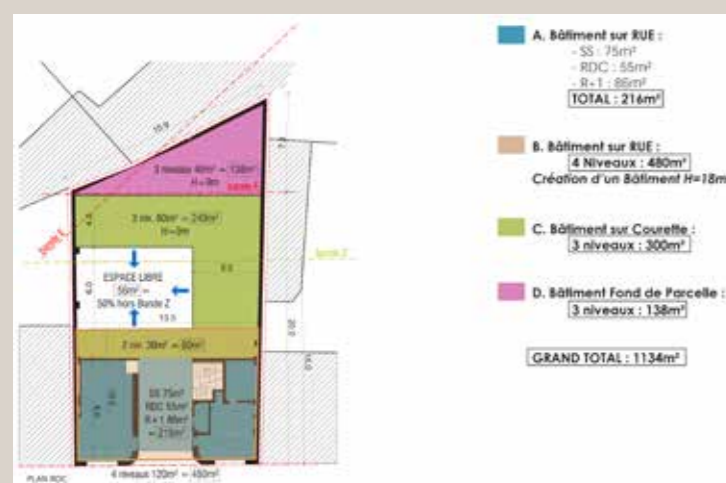 A. Bâtiment sur RUE :
- SS : 75m²
- RDC : 55m²
- R+1 : 86m²
TOTAL : 216m²
B. Bâtiment sur RUE :
4 Niveaux : 480m²
Création d'un Bâtiment H=18m
C. Bâtiment sur Courette :
3 niveaux : 300m²
D. Bâtiment Fond de Parcelle :
3 niveaux : 138m²
GRAND TOTAL : 1134m²
3 niveaux 46m² = 138m²
H=9m
3 niv. 80m² = 240m²
H=9m
ESPACE LIBRE
56m² =
50% hors Bande Z
2 niv. 30m² = 60m²
SS 75m²
RDC 55m²
R+1 86m²
4 niveaux 120m² = 480m²
PLAN RDC